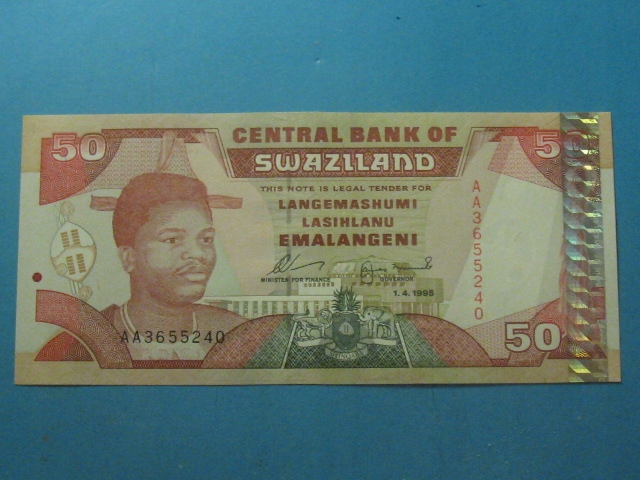 50
CENTRAL BANK OF
5
SWAZILAND
THIS NOTE IS LEGAL TENDER FOR
LANGEMASHUMI
LASIHLANU
EMALANGENI
AA3655240
MINISTER FOR FINANCE
GOVERNOR
1.4.1995
AA3655240
50